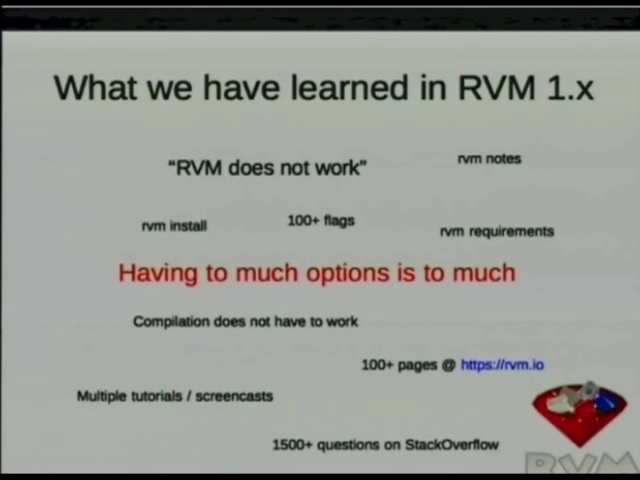 What we have learned in RVM 1.x
“RVM does not work”
rvm notes
rvm install
100+ flags
rvm requirements
Having to much options is to much
Compilation does not have to work
100+ pages @ https://rvm.io
Multiple tutorials / screencasts
1500+ questions on StackOverflow
RVM